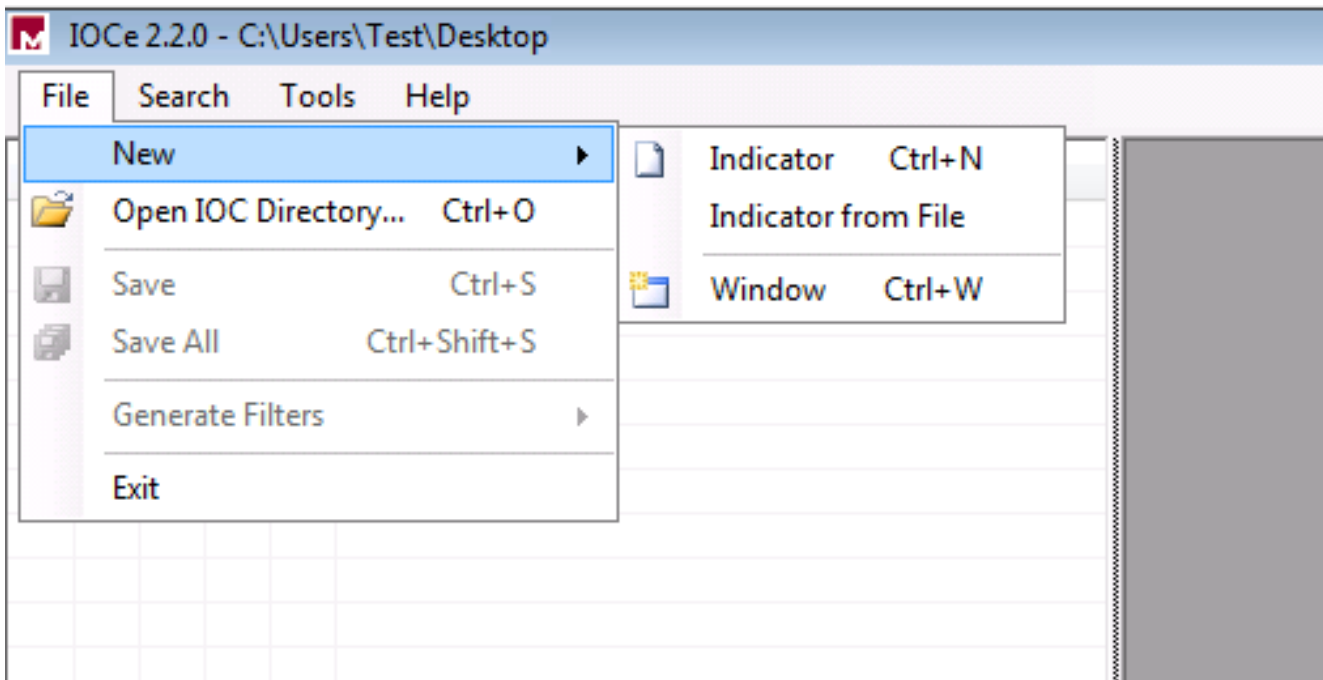 IOCe 2.2.0 - C:\Users\Test\Desktop
File Search Tools Help
New
Open IOC Directory... Ctrl+O
Save Ctrl+S
Save All Ctrl+Shift+S
Generate Filters
Exit
Indicator Ctrl+N
Indicator from File
Window Ctrl+W